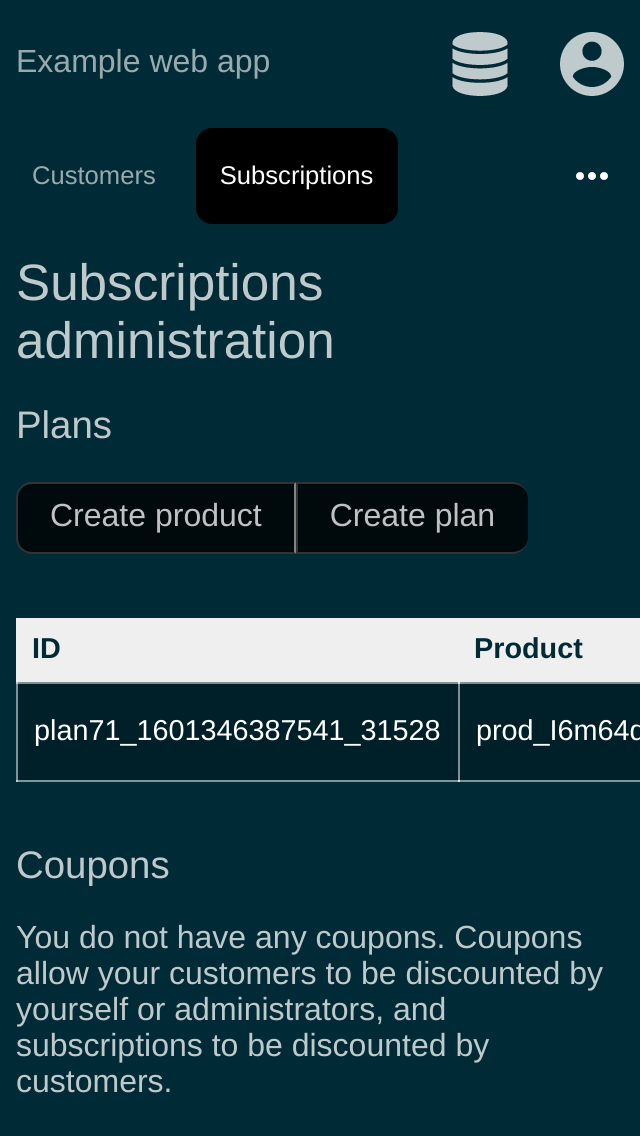 Example web app
Customers Subscriptions
Subscriptions
administration
Plans
Create product Create plan
ID Product
plan71_1601346387541_31528
Coupons
You do not have any coupons. Coupons
allow your customers to be discounted by
yourself or administrators, and
subscriptions to be discounted by
customers.